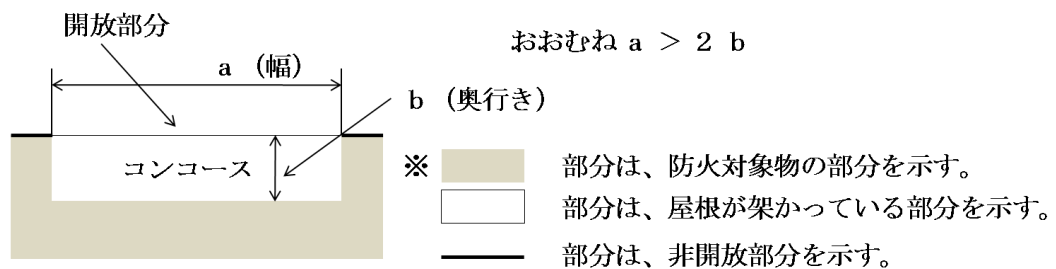 開放部分
おおむね a > 2 b
a （幅）
b （奥行き）
コンコース
※
部分は、防火対象物の部分を示す。
部分は、屋根が架かっている部分を示す。
部分は、非開放部分を示す。